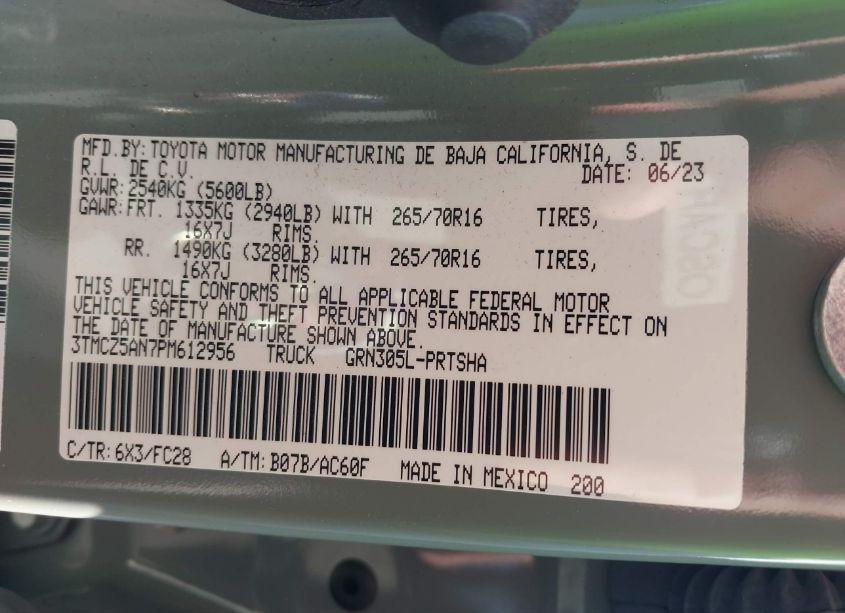 MFD.BY: TOYOTA MOTOR MANUFACTURING DE BAJA CALIFORNIA, S. DE
R.L. DE C.V. DATE: 06/23
GVWR: 2540KG (5600LB)
GAWR: FRT. 1335KG (2940LB) WITH 265/70R16 TIRES,
16X7J RIMS.
RR. 1490KG (3280LB) WITH 265/70R16 TIRES,
16X7J RIMS.
THIS VEHICLE CONFORMS TO ALL APPLICABLE FEDERAL MOTOR
VEHICLE SAFETY AND THEFT PREVENTION STANDARDS IN EFFECT ON
THE DATE OF MANUFACTURE SHOWN ABOVE.
3TMCZ5AN7PM612956 TRUCK GRN305L-PRTSHA
C/TR: 6X3/FC28 A/TM: B07B/AC60F MADE IN MEXICO 200